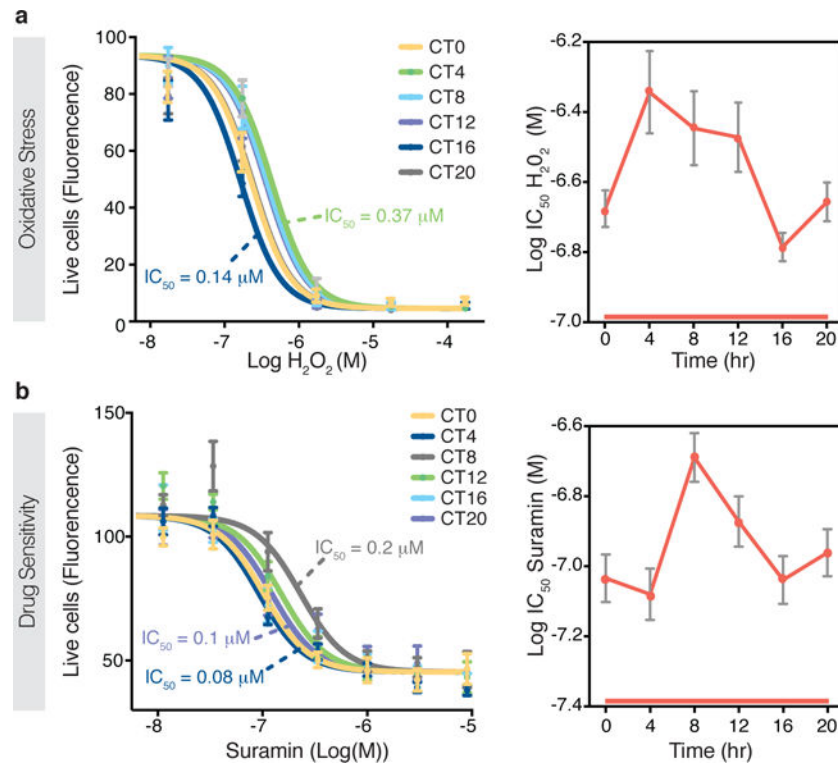 a
Oxidative Stress
Live cells (Fluorencence)
100
80
60
40
20
0
CT0
CT4
CT8
CT12
CT16
CT20
IC50 = 0.37 µM
IC50 = 0.14 µM
-8 -7 -6 -5 -4
Log H2O2 (M)
Log IC50 H2O2 (M)
-6.2
-6.4
-6.6
-6.8
-7.0
0 4 8 12 16 20
Time (hr)
b
Drug Sensitivity
Live cells (Fluorencence)
150
100
50
CT0
CT4
CT8
CT12
CT16
CT20
IC50 = 0.2 µM
IC50 = 0.1 µM
IC50 = 0.08 µM
-8 -7 -6 -5
Suramin (Log(M))
Log IC50 Suramin (M)
-6.6
-6.8
-7.0
-7.2
-7.4
0 4 8 12 16 20
Time (hr)